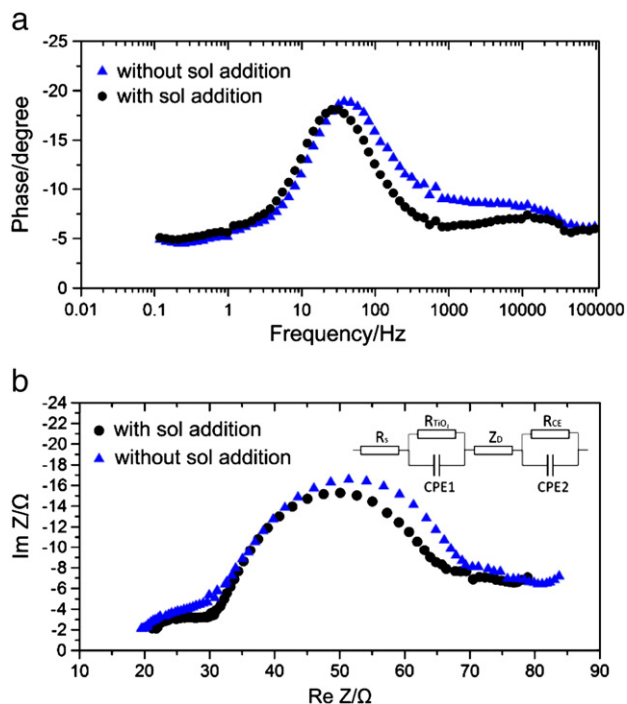 a
-25
-20
-15
-10
-5
0
Phase/degree
without sol addition
with sol addition
0.01 0.1 1 10 100 1000 10000 100000
Frequency/Hz
b
-24
-22
-20
-18
-16
-14
-12
-10
-8
-6
-4
-2
0
Im Z/Ω
with sol addition
without sol addition
Rs RTiO2 ZD RCE
CPE1 CPE2
10 20 30 40 50 60 70 80 90
Re Z/Ω